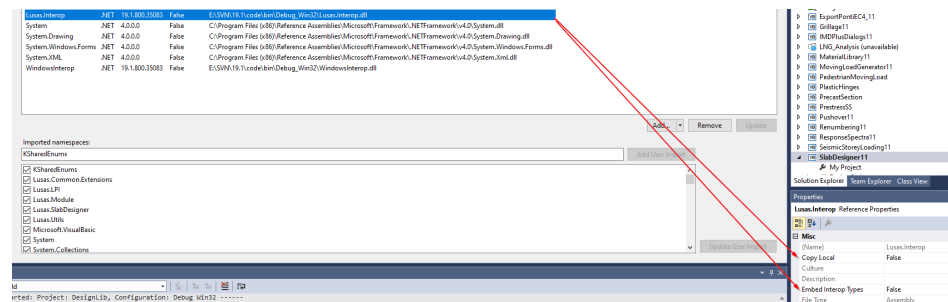 Lusas.Interop .NET 19.1.800.35083 False E:\SVN\19.1\code\bin\Debug_Win32\Lusas.Interop.dll
System .NET 4.0.0.0 False C:\Program Files (x86)\Reference Assemblies\Microsoft\Framework\.NETFramework\v4.0\System.dll
System.Drawing .NET 4.0.0.0 False C:\Program Files (x86)\Reference Assemblies\Microsoft\Framework\.NETFramework\v4.0\System.Drawing.dll
System.Windows.Forms .NET 4.0.0.0 False C:\Program Files (x86)\Reference Assemblies\Microsoft\Framework\.NETFramework\v4.0\System.Windows.Forms.dll
System.XML .NET 4.0.0.0 False C:\Program Files (x86)\Reference Assemblies\Microsoft\Framework\.NETFramework\v4.0\System.Xml.dll
WindowsInterop .NET 19.1.800.35083 False E:\SVN\19.1\code\bin\Debug_Win32\WindowsInterop.dll
Add... Remove Update
Imported namespaces:
KSharedEnums Add User Import
KSharedEnums
Lusas.Common.Extensions
Lusas.LPI
Lusas.Module
Lusas.SlabDesigner
Lusas.Utils
Microsoft.VisualBasic
System
System.Collections
Update User Import
rted: Project: DesignLib, Configuration: Debug Win32 ------
ExportPontiEC4_11
Grillage11
IMDPlusDialogs11
LNG_Analysis (unavailable)
MaterialLibrary11
MovingLoadGenerator11
PedestrianMovingLoad
PlasticHinges
PrecastSection
PrestressSS
Pushover11
Renumbering11
ResponseSpectra11
SeismicStoreyLoading11
SlabDesigner11
My Project
Solution Explorer Team Explorer Class View
Properties
Lusas.Interop Reference Properties
Misc
(Name) Lusas.Interop
Copy Local False
Culture
Description
Embed Interop Types False
File Type Assembly